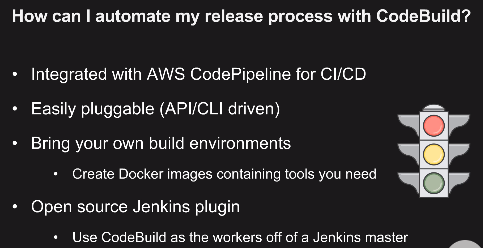 How can I automate my release process with CodeBuild?
• Integrated with AWS CodePipeline for CI/CD
• Easily pluggable (API/CLI driven)
• Bring your own build environments
• Create Docker images containing tools you need
• Open source Jenkins plugin
• Use CodeBuild as the workers off of a Jenkins master